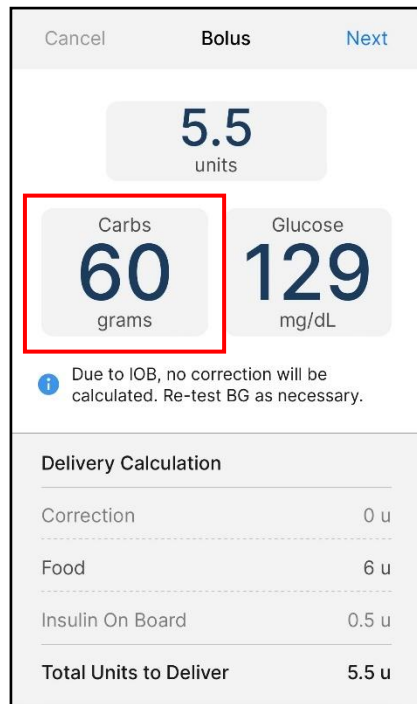 Cancel Bolus Next
5.5
units
Carbs Glucose
60 129
grams mg/dL
Due to IOB, no correction will be
calculated. Re-test BG as necessary.
Delivery Calculation
Correction 0 u
Food 6 u
Insulin On Board 0.5 u
Total Units to Deliver 5.5 u